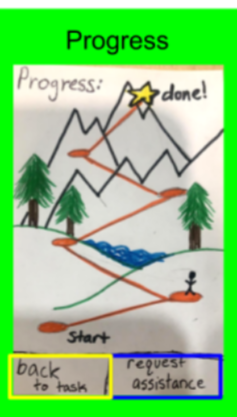 Progress
Progress:
done!
Start
back
to task
request
assistance